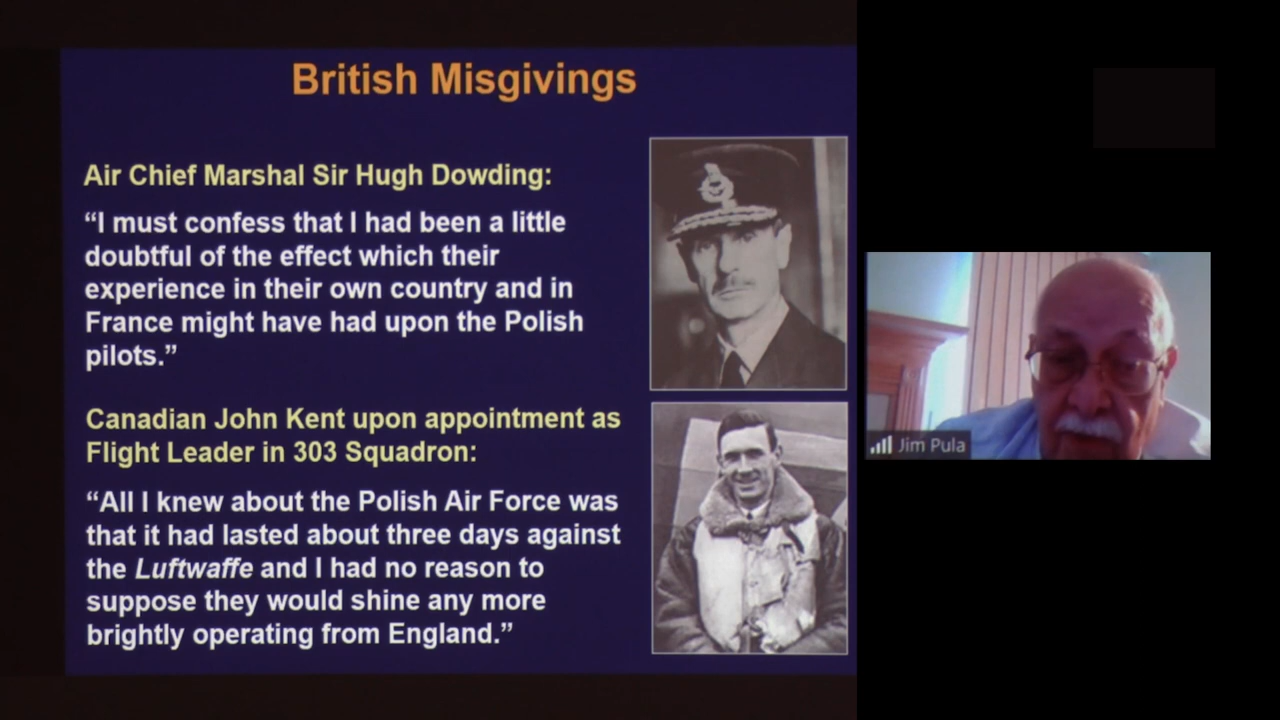 British Misgivings
Air Chief Marshal Sir Hugh Dowding:
“I must confess that I had been a little
doubtful of the effect which their
experience in their own country and in
France might have had upon the Polish
pilots.”
Canadian John Kent upon appointment as
Flight Leader in 303 Squadron:
“All I knew about the Polish Air Force was
that it had lasted about three days against
the Luftwaffe and I had no reason to
suppose they would shine any more
brightly operating from England.”
Jim Pula